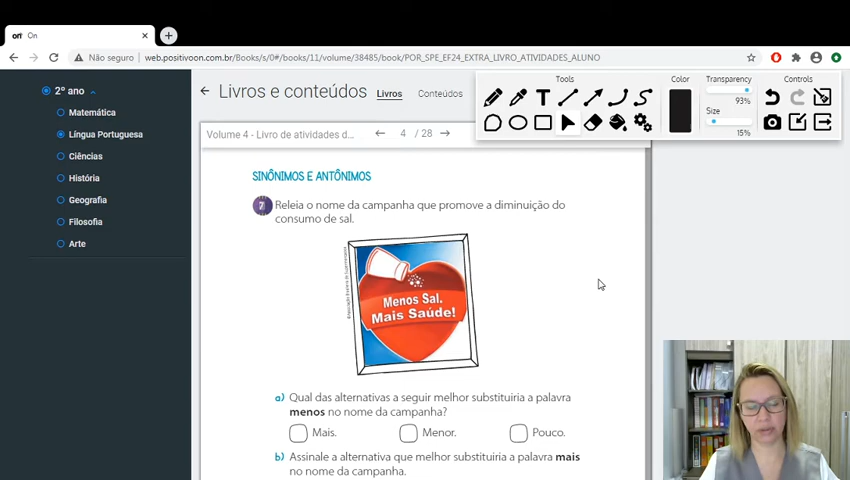 On
Não seguro
web.positivoon.com.br/Books/s/0#/books/11/volume/38485/book/POR_SPE_EF24_EXTRA_LIVRO_ATIVIDADES_ALUNO
2º ano
Matemática
Língua Portuguesa
Ciências
História
Geografia
Filosofia
Arte
Livros e conteúdos Livros Conteúdos
Tools Color Transparency Controls
93%
Size
15%
Volume 4 - Livro de atividades d... 4 / 28
SINÔNIMOS E ANTÔNIMOS
7 Releia o nome da campanha que promove a diminuição do
consumo de sal.
Menos Sal,
Mais Saúde!
a) Qual das alternativas a seguir melhor substituiria a palavra
menos no nome da campanha?
Mais. Menor. Pouco.
b) Assinale a alternativa que melhor substituiria a palavra mais
no nome da campanha.